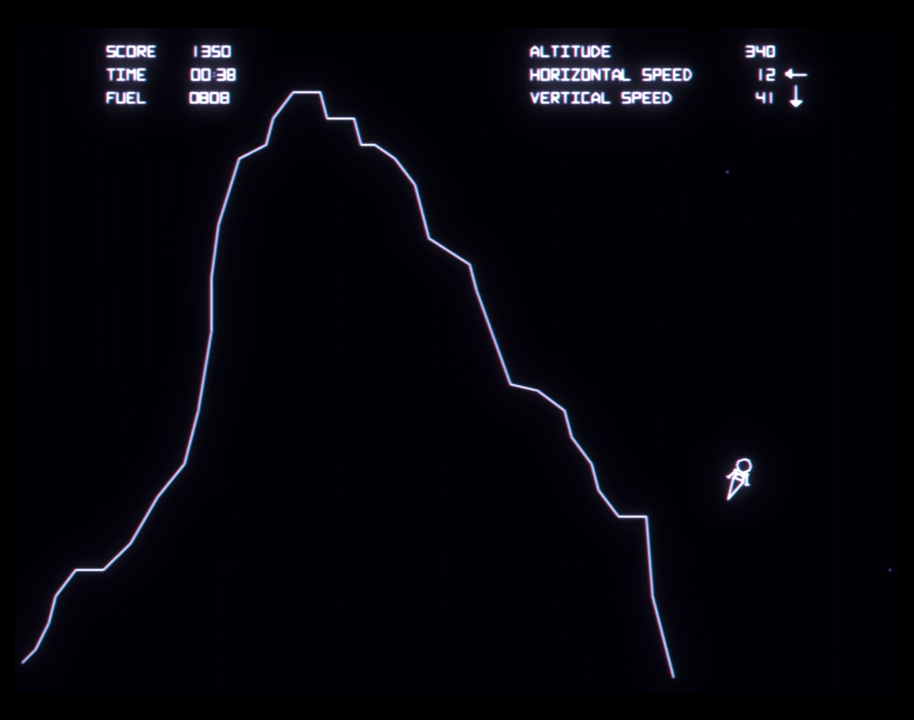 SCORE 1350
TIME 00:38
FUEL 0808
ALTITUDE 340
HORIZONTAL SPEED 12 ←
VERTICAL SPEED 41 ↓